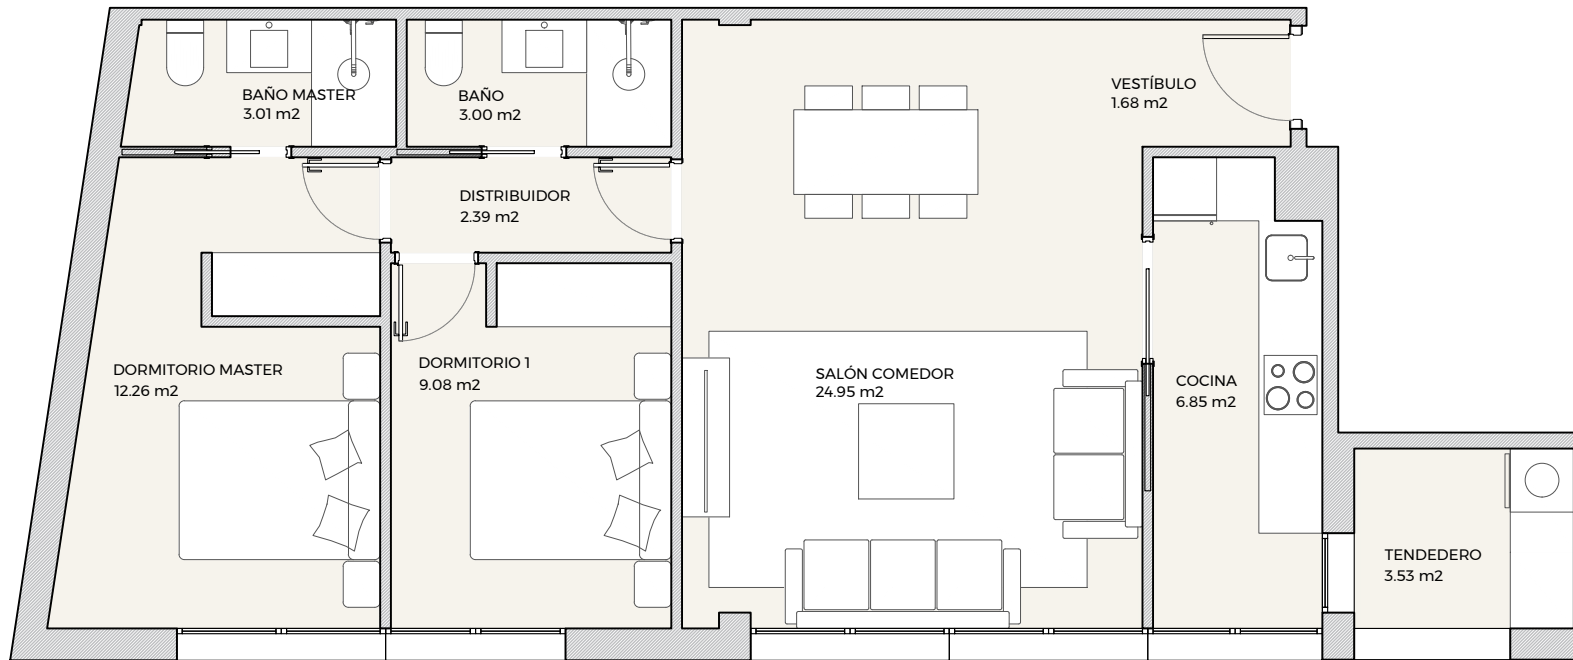 BAÑO MASTER
3.01 m2
BAÑO
3.00 m2
VESTÍBULO
1.68 m2
DISTRIBUIDOR
2.39 m2
DORMITORIO MASTER
12.26 m2
DORMITORIO 1
9.08 m2
SALÓN COMEDOR
24.95 m2
COCINA
6.85 m2
TENDEDERO
3.53 m2